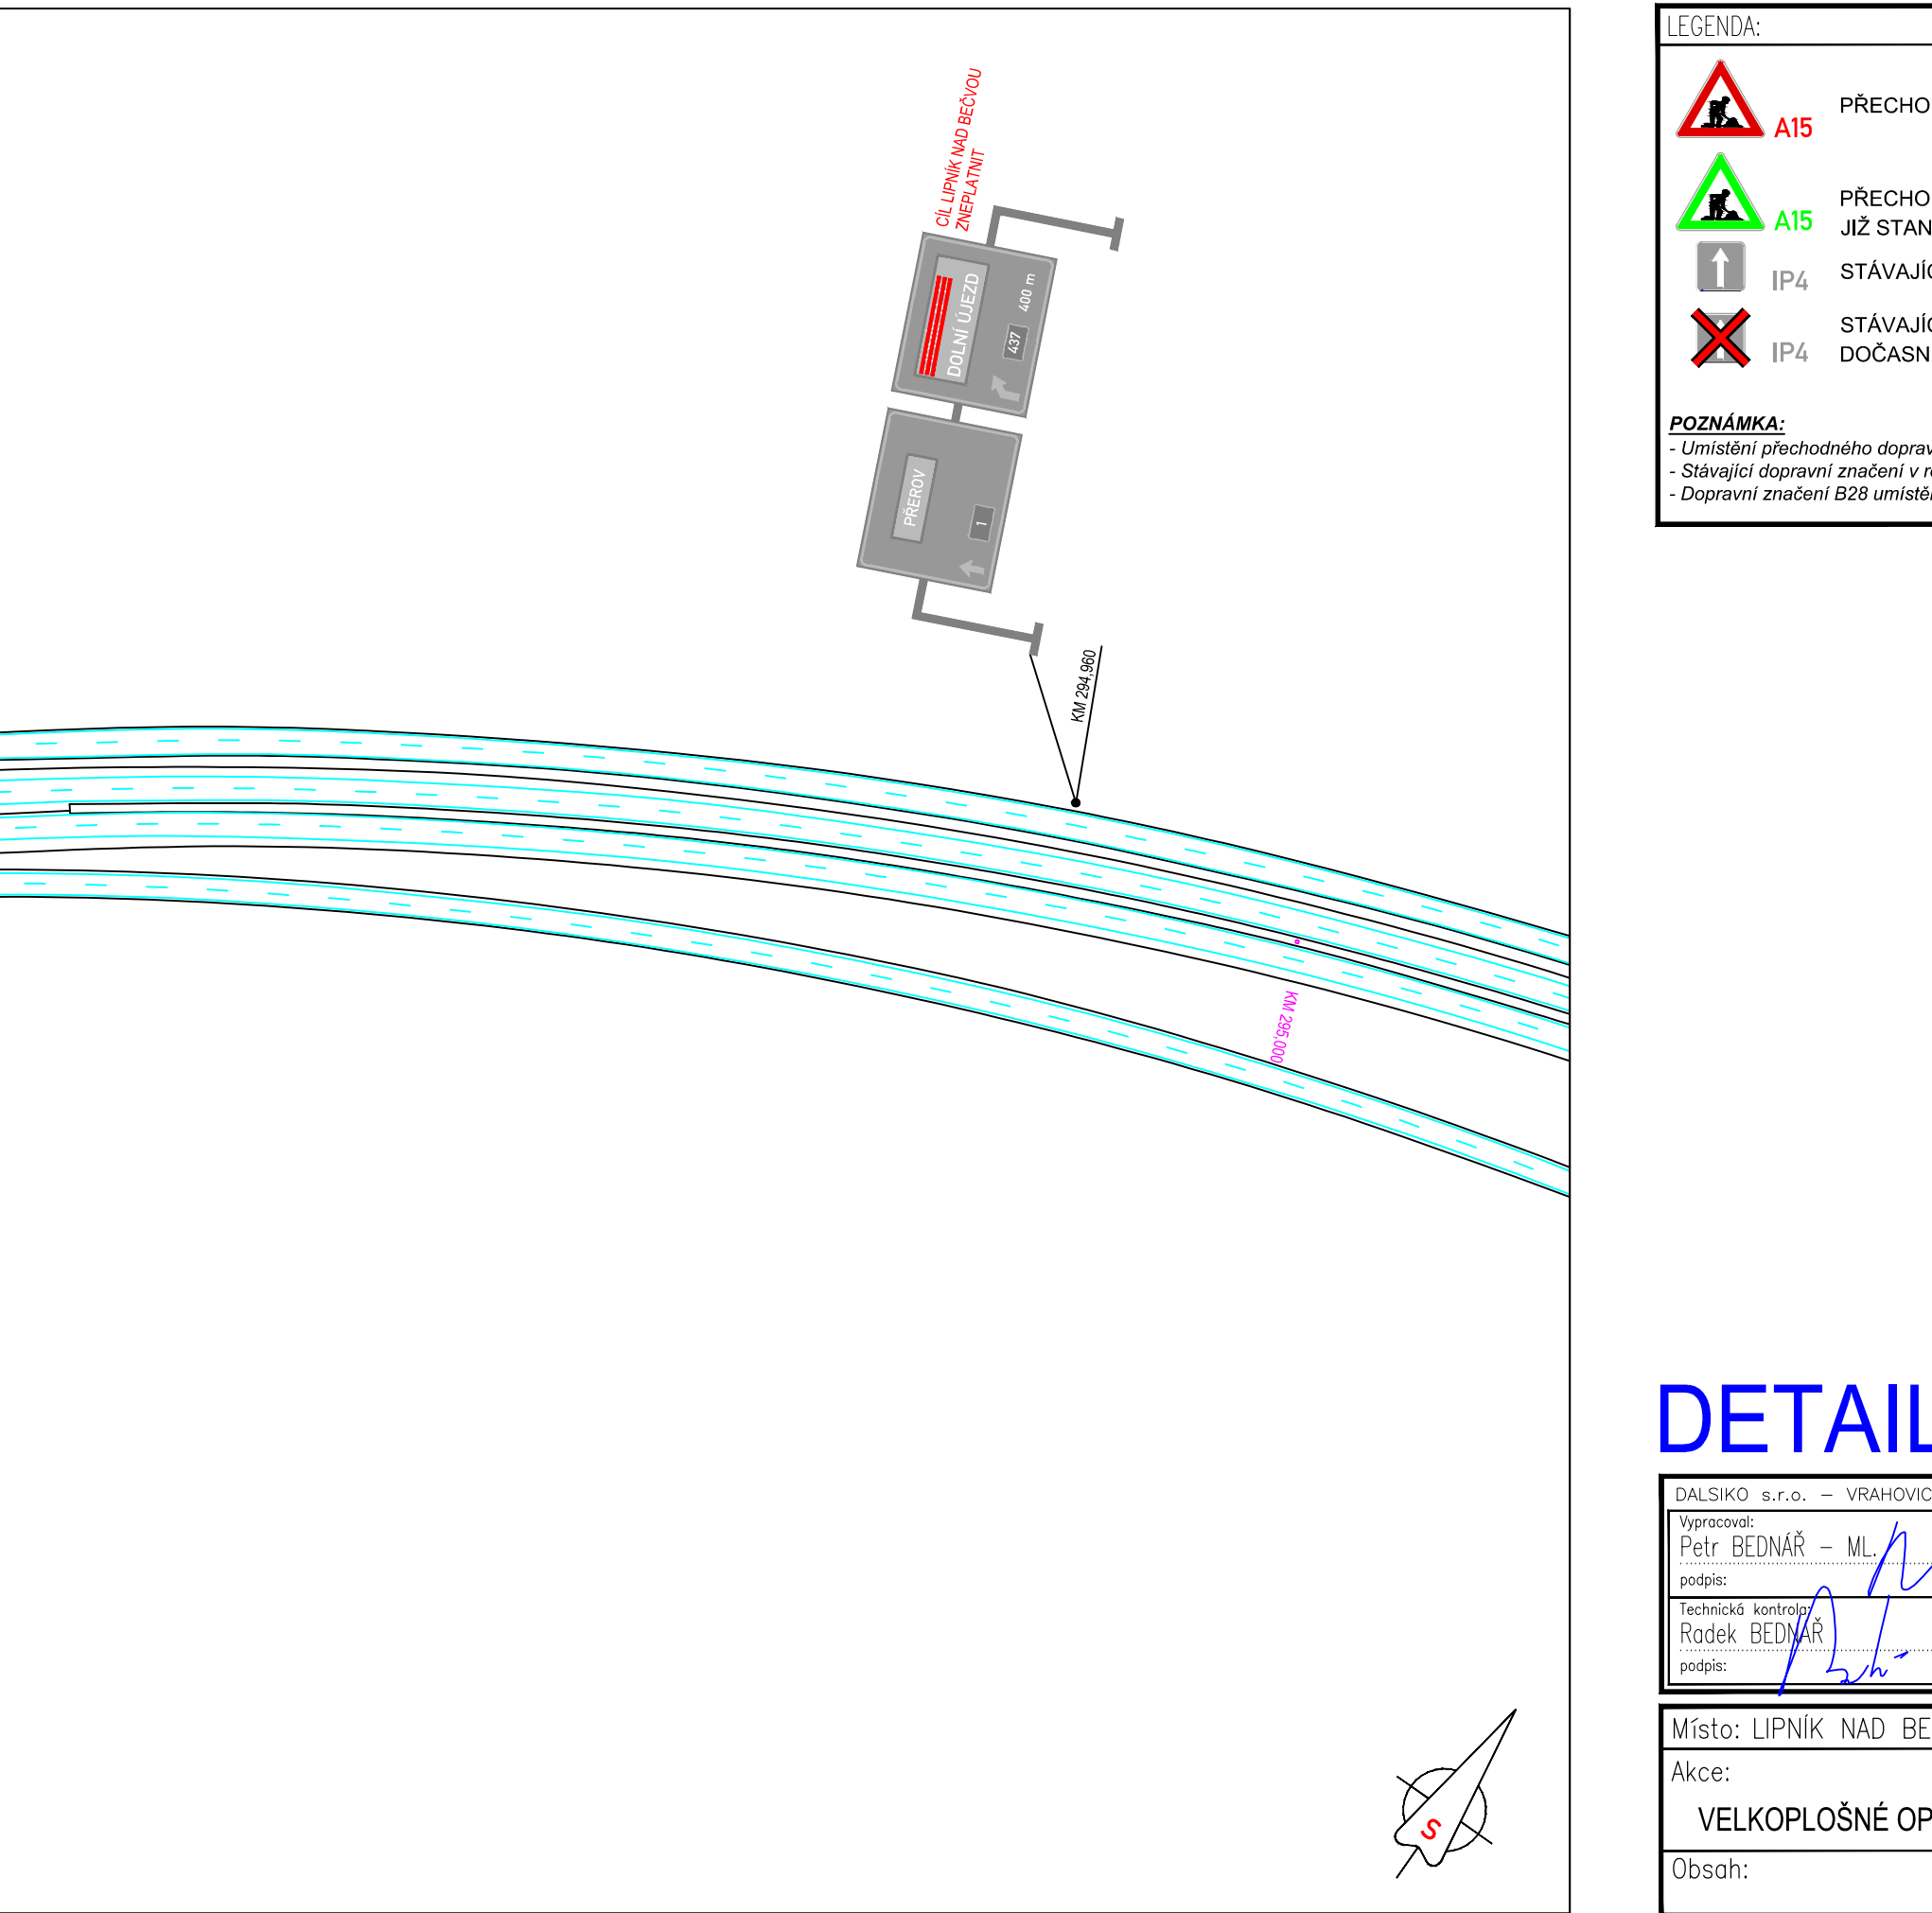 CÍL LIPNÍK NAD BEČVOU
ZNEPLATNIT
DOLNÍ ÚJEZD
437
400 m
PŘEROV
1
KM 294,960
KM 295,000
S
LEGENDA:
A15
PŘECHO
A15
PŘECHO
JIŽ STAN
IP4
STÁVAJÍC
IP4
STÁVAJÍC
DOČASN
POZNÁMKA:
- Umístění přechodného doprav
- Stávající dopravní značení v r
- Dopravní značení B28 umístě
DETAIL
DALSIKO s.r.o. – VRAHOVIC
Vypracoval:
Petr BEDNÁŘ – ML.
podpis:
Technická kontrola:
Radek BEDNÁŘ
podpis:
Místo: LIPNÍK NAD BE
Akce:
VELKOPLOŠNÉ OP
Obsah: